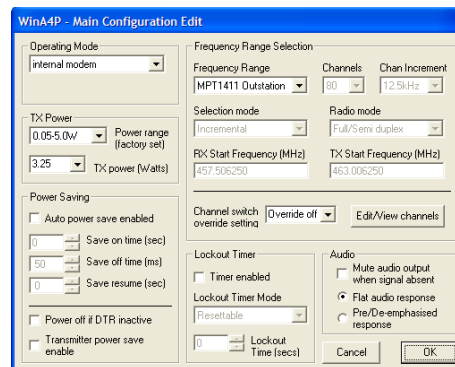 WinA4P - Main Configuration Edit
Operating Mode
internal modem
TX Power
0.05-5.0W
Power range
(factory set)
3.25
TX power (Watts)
Power Saving
Auto power save enabled
0
Save on time (sec)
50
Save off time (ms)
0
Save resume (sec)
Power off if DTR inactive
Transmitter power save
enable
Frequency Range Selection
Frequency Range
Channels
Chan Increment
MPT1411 Outstation
80
12.5kHz
Selection mode
Radio mode
Incremental
Full/Semi duplex
RX Start Frequency (MHz)
TX Start Frequency (MHz)
457.506250
463.006250
Channel switch
override setting
Override off
Edit/View channels
Lockout Timer
Timer enabled
Lockout Timer Mode
Resettable
0
Lockout
Time (secs)
Audio
Mute audio output
when signal absent
Flat audio response
Pre/De-emphasised
response
Cancel
OK